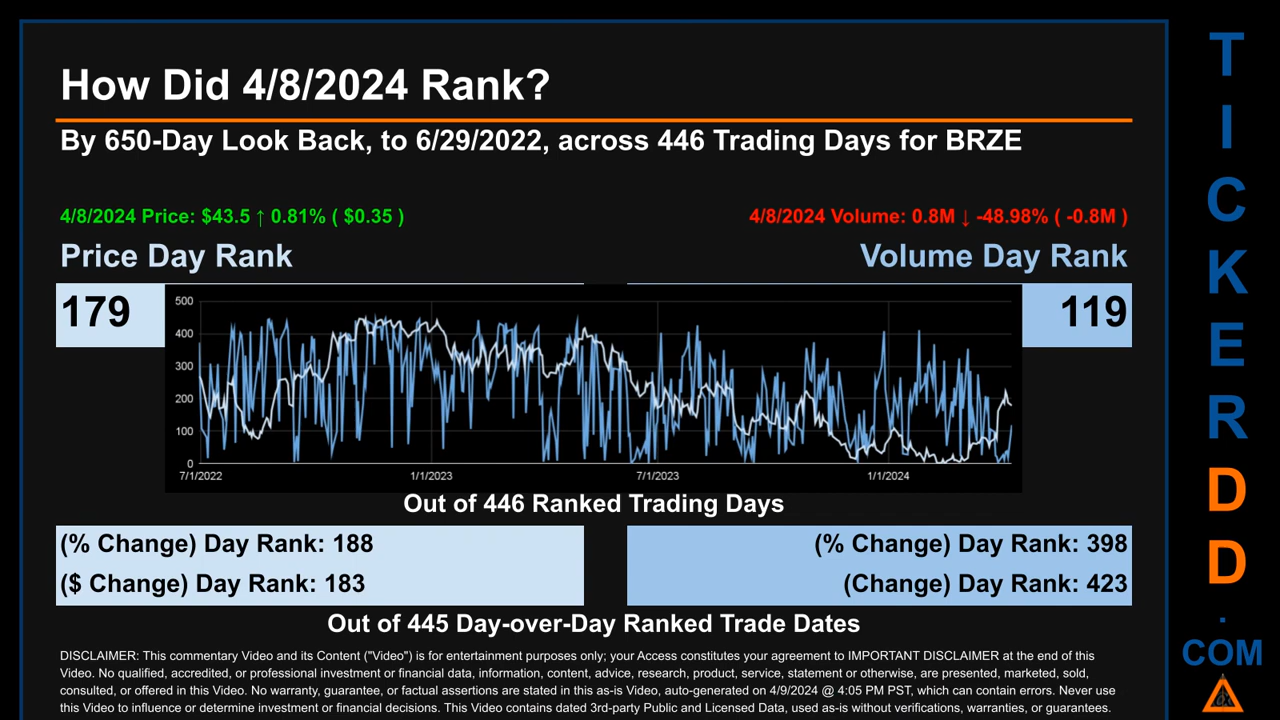 How Did 4/8/2024 Rank?
By 650-Day Look Back, to 6/29/2022, across 446 Trading Days for BRZE
4/8/2024 Price: $43.5 ↑ 0.81% ( $0.35 )
4/8/2024 Volume: 0.8M ↓ -48.98% ( -0.8M )
Price Day Rank
Volume Day Rank
179
119
500
400
300
200
100
0
7/1/2022
1/1/2023
7/1/2023
1/1/2024
Out of 446 Ranked Trading Days
(% Change) Day Rank: 188
($ Change) Day Rank: 183
(% Change) Day Rank: 398
(Change) Day Rank: 423
Out of 445 Day-over-Day Ranked Trade Dates
DISCLAIMER: This commentary Video and its Content ("Video") is for entertainment purposes only; your Access constitutes your agreement to IMPORTANT DISCLAIMER at the end of this
Video. No qualified, accredited, or professional investment or financial data, information, content, advice, research, product, service, statement or otherwise, are presented, marketed, sold,
consulted, or offered in this Video. No warranty, guarantee, or factual assertions are stated in this as-is Video, auto-generated on 4/9/2024 @ 4:05 PM PST, which can contain errors. Never use
this Video to influence or determine investment or financial decisions. This Video contains dated 3rd-party Public and Licensed Data, used as-is without verifications, warranties, or guarantees.
T
I
C
K
E
R
D
D
.
COM